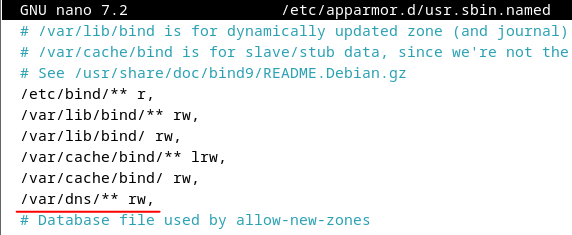 GNU nano 7.2 /etc/apparmor.d/usr.sbin.named
# /var/lib/bind is for dynamically updated zone (and journal)
# /var/cache/bind is for slave/stub data, since we're not the
# See /usr/share/doc/bind9/README.Debian.gz
/etc/bind/** r,
/var/lib/bind/** rw,
/var/lib/bind/ rw,
/var/cache/bind/** lrw,
/var/cache/bind/ rw,
/var/dns/** rw,
# Database file used by allow-new-zones